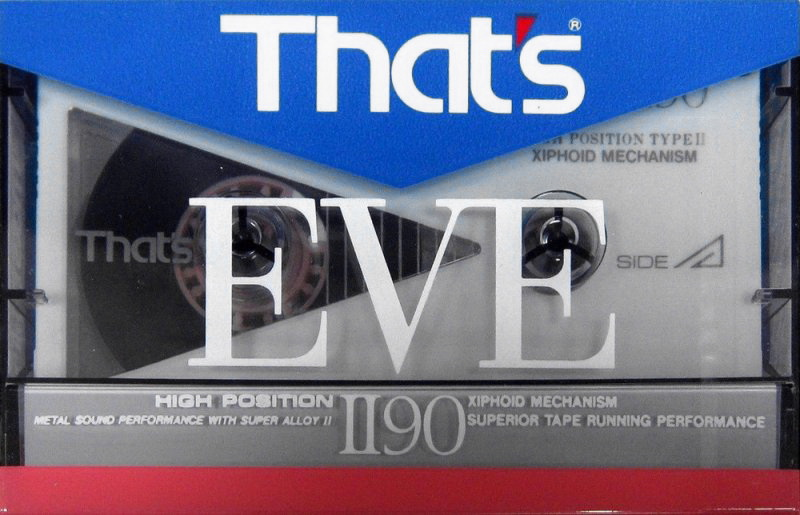 That's®
90
POSITION TYPE II
XIPHOID MECHANISM
EVE
That's
SIDE A
HIGH POSITION
METAL SOUND PERFORMANCE WITH SUPER ALLOY II
II90
XIPHOID MECHANISM
SUPERIOR TAPE RUNNING PERFORMANCE